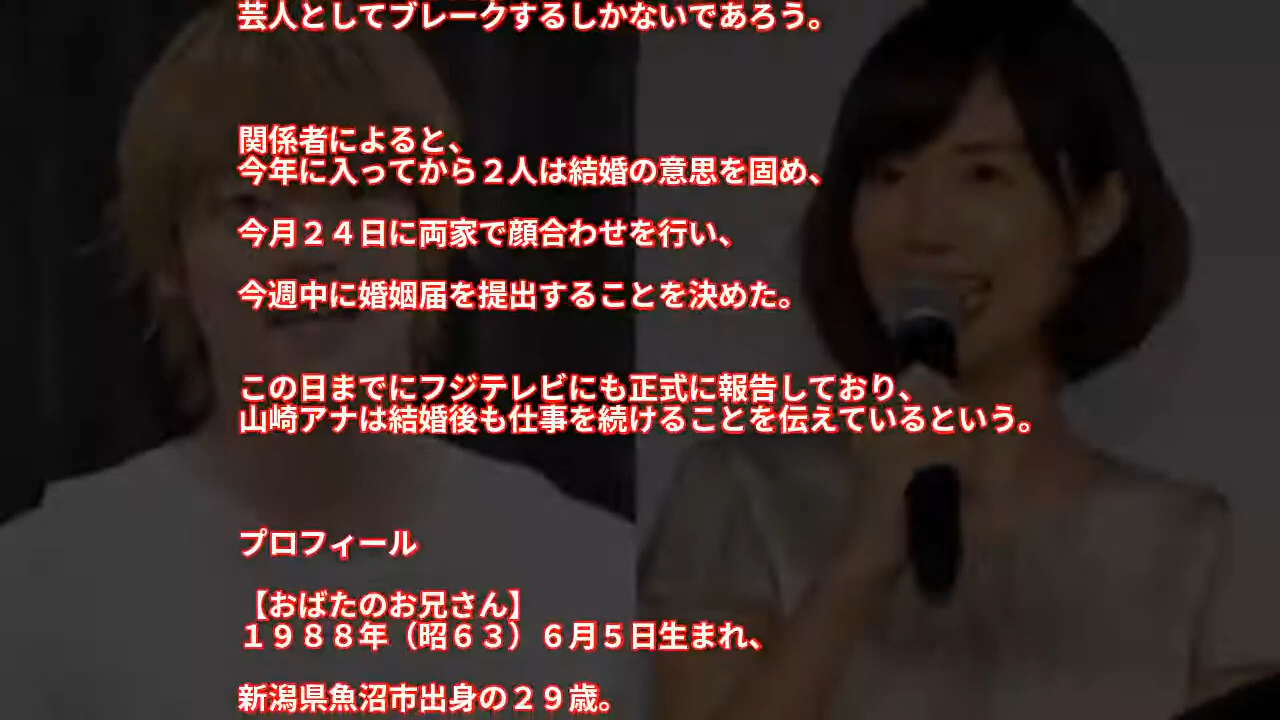 芸人としてブレークするしかないであろう。
関係者によると、
今年に入ってから２人は結婚の意思を固め、
今月２４日に両家で顔合わせを行い、
今週中に婚姻届を提出することを決めた。
この日までにフジテレビにも正式に報告しており、
山崎アナは結婚後も仕事を続けることを伝えているという。
プロフィール
【おばたのお兄さん】
１９８８年（昭６３）６月５日生まれ、
新潟県魚沼市出身の２９歳。